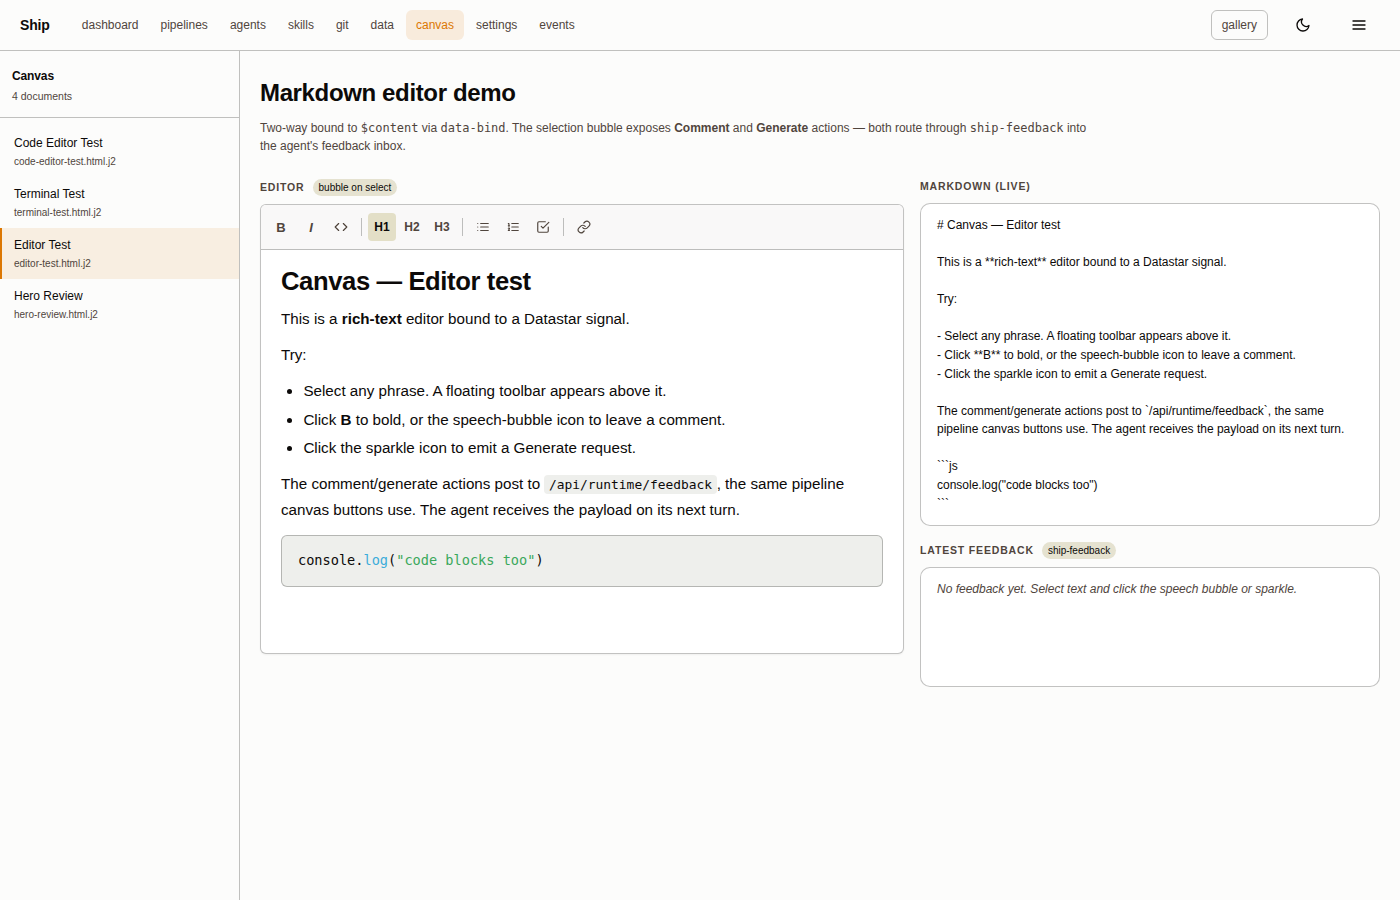 Ship
dashboard
pipelines
agents
skills
git
data
canvas
settings
events
gallery
Canvas
4 documents
Code Editor Test
code-editor-test.html.j2
Terminal Test
terminal-test.html.j2
Editor Test
editor-test.html.j2
Hero Review
hero-review.html.j2
Markdown editor demo
Two-way bound to $content via data-bind. The selection bubble exposes Comment and Generate actions — both route through ship-feedback into
the agent's feedback inbox.
EDITOR bubble on select
B I <> H1 H2 H3
Canvas — Editor test
This is a rich-text editor bound to a Datastar signal.
Try:
• Select any phrase. A floating toolbar appears above it.
• Click B to bold, or the speech-bubble icon to leave a comment.
• Click the sparkle icon to emit a Generate request.
The comment/generate actions post to /api/runtime/feedback, the same pipeline
canvas buttons use. The agent receives the payload on its next turn.
console.log("code blocks too")
MARKDOWN (LIVE)
# Canvas — Editor test
This is a **rich-text** editor bound to a Datastar signal.
Try:
- Select any phrase. A floating toolbar appears above it.
- Click **B** to bold, or the speech-bubble icon to leave a comment.
- Click the sparkle icon to emit a Generate request.
The comment/generate actions post to `/api/runtime/feedback`, the same
pipeline canvas buttons use. The agent receives the payload on its next turn.
```js
console.log("code blocks too")
```
LATEST FEEDBACK ship-feedback
No feedback yet. Select text and click the speech bubble or sparkle.